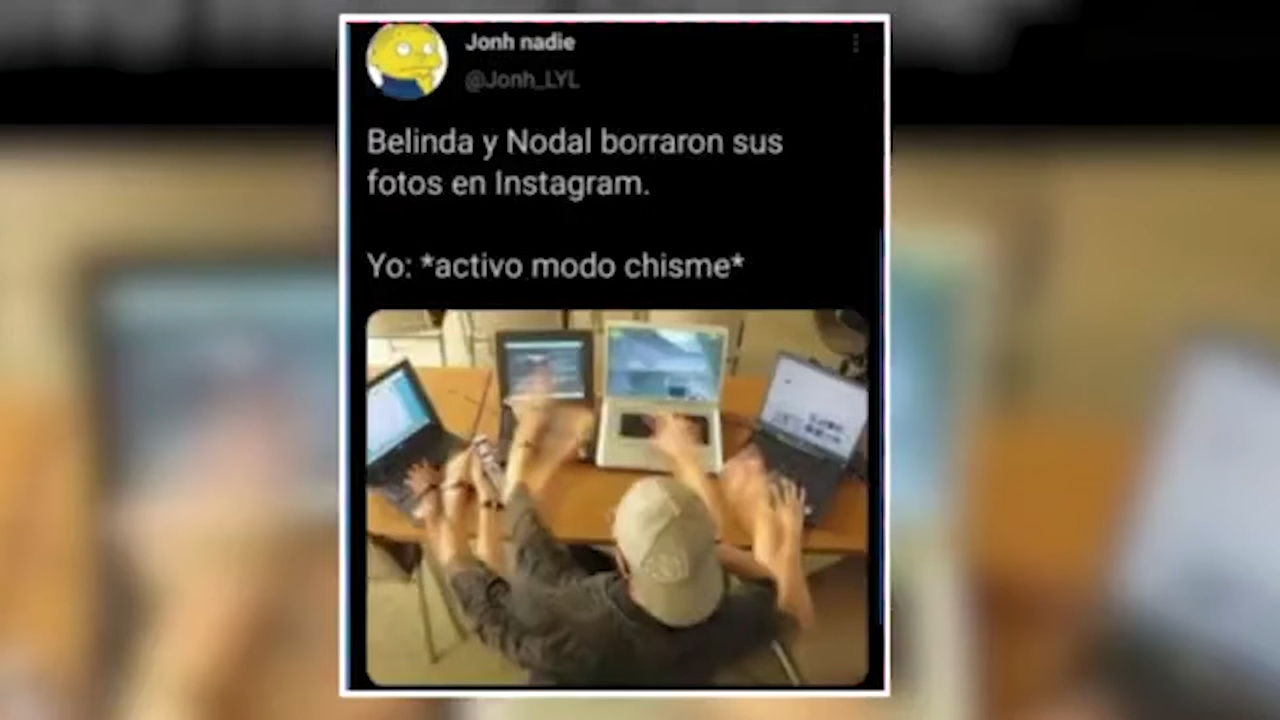 Jonh nadie
@Jonh_LYL
Belinda y Nodal borraron sus
fotos en Instagram.
Yo: *activo modo chisme*